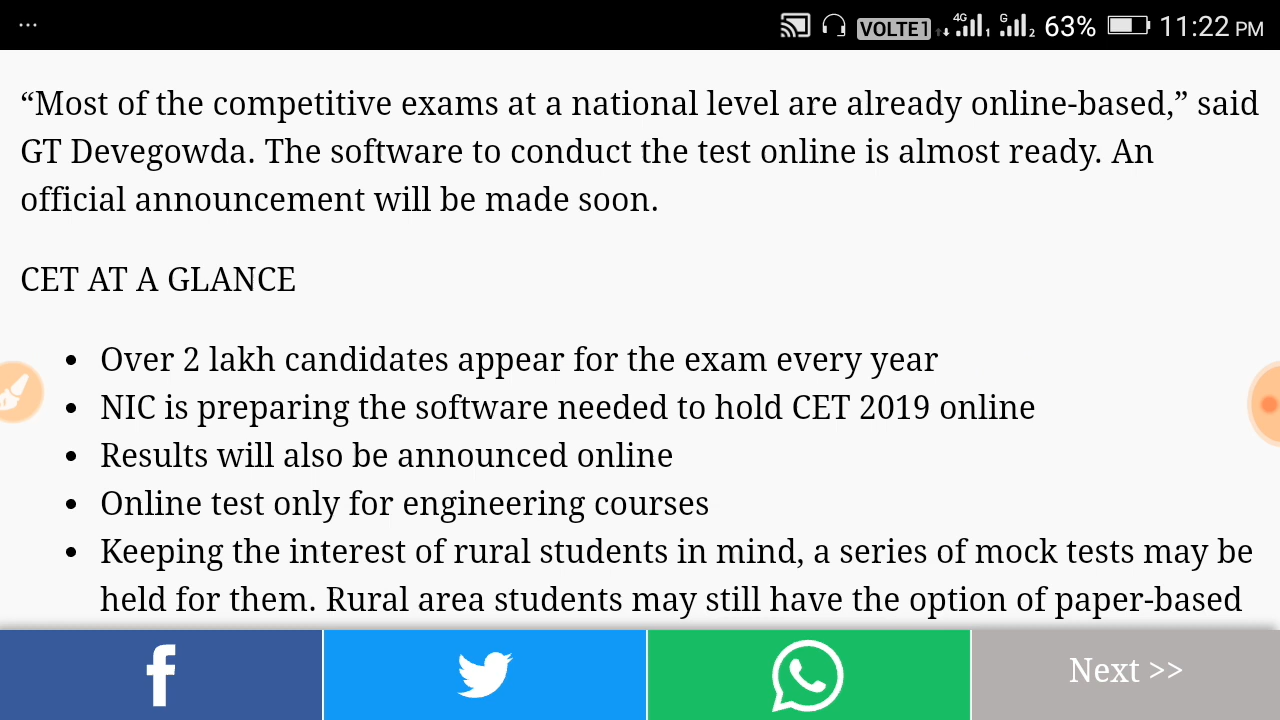 ...
VOLTE1 4G 1 G 2 63% 11:22 PM
“Most of the competitive exams at a national level are already online-based,” said
GT Devegowda. The software to conduct the test online is almost ready. An
official announcement will be made soon.
CET AT A GLANCE
• Over 2 lakh candidates appear for the exam every year
• NIC is preparing the software needed to hold CET 2019 online
• Results will also be announced online
• Online test only for engineering courses
• Keeping the interest of rural students in mind, a series of mock tests may be
held for them. Rural area students may still have the option of paper-based
f
Next >>